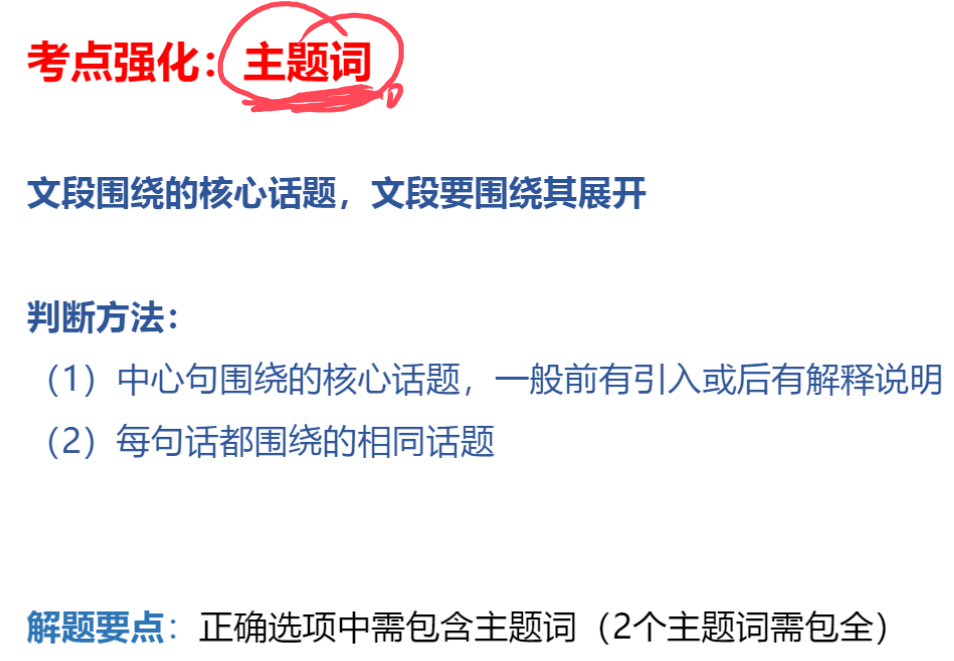 考点强化：主题词
文段围绕的核心话题，文段要围绕其展开
判断方法：
（1）中心句围绕的核心话题，一般前有引入或后有解释说明
（2）每句话都围绕的相同话题
解题要点：正确选项中需包含主题词（2个主题词需包全）